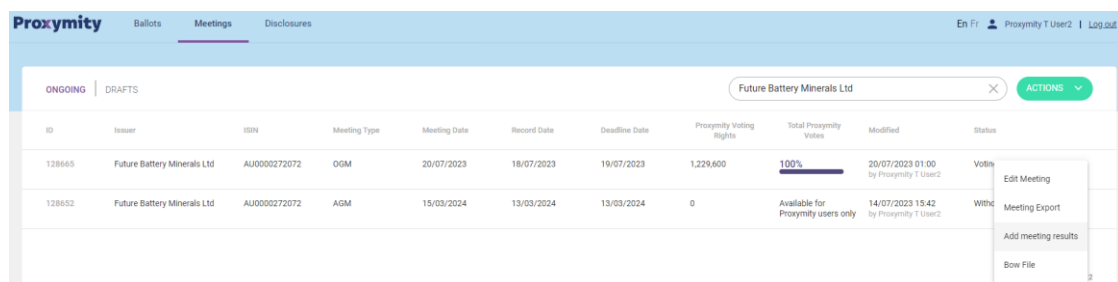 Proxymity Ballots Meetings Disclosures En Fr Proxymity T User2 | Log out
ONGOING | DRAFTS Future Battery Minerals Ltd ACTIONS
ID Issuer ISIN Meeting Type Meeting Date Record Date Deadline Date Proxymity Voting Rights Total Proxymity Votes Modified Status
128665 Future Battery Minerals Ltd AU0000272072 OGM 20/07/2023 18/07/2023 19/07/2023 1,229,600 100% 20/07/2023 01:00 by Proxymity T User2 Votin
128652 Future Battery Minerals Ltd AU0000272072 AGM 15/03/2024 13/03/2024 13/03/2024 0 Available for Proxymity users only 14/07/2023 15:42 by Proxymity T User2 Witho
Edit Meeting
Meeting Export
Add meeting results
Bow File
2